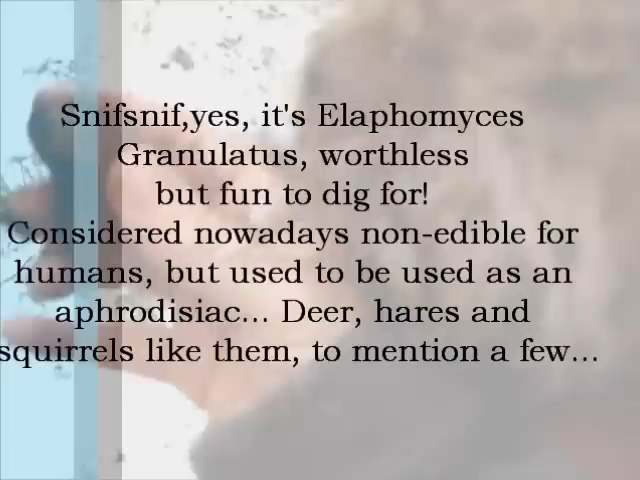 Snifsnif,yes, it's Elaphomyces
Granulatus, worthless
but fun to dig for!
Considered nowadays non-edible for
humans, but used to be used as an
aphrodisiac... Deer, hares and
squirrels like them, to mention a few...